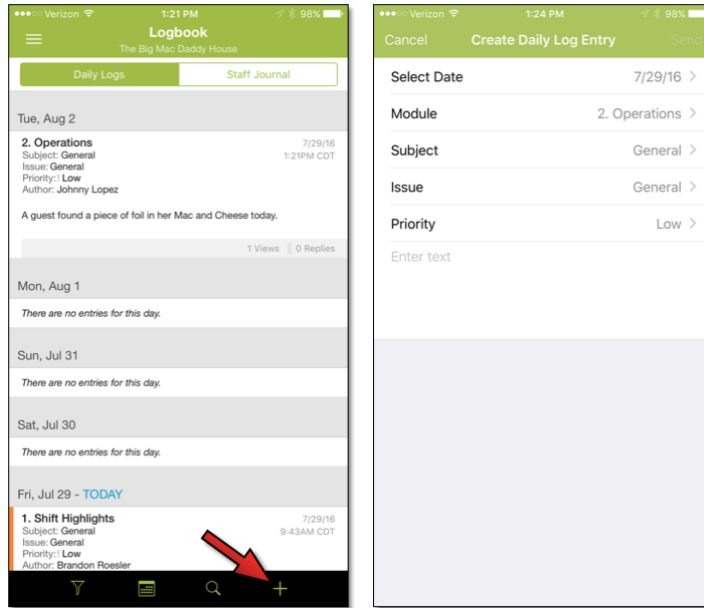 Verizon 1:21 PM 98%
Logbook
The Big Mac Daddy House
Daily Logs Staff Journal
Tue, Aug 2
2. Operations 7/29/16
Subject: General 1:21PM CDT
Issue: General
Priority: ! Low
Author: Johnny Lopez
A guest found a piece of foil in her Mac and Cheese today.
1 Views 0 Replies
Mon, Aug 1
There are no entries for this day.
Sun, Jul 31
There are no entries for this day.
Sat, Jul 30
There are no entries for this day.
Fri, Jul 29 - TODAY
1. Shift Highlights 7/29/16
Subject: General 9:43AM CDT
Issue: General
Priority: ! Low
Author: Brandon Roesler
Verizon 1:24 PM 98%
Cancel Create Daily Log Entry Send
Select Date 7/29/16 >
Module 2. Operations >
Subject General >
Issue General >
Priority Low >
Enter text